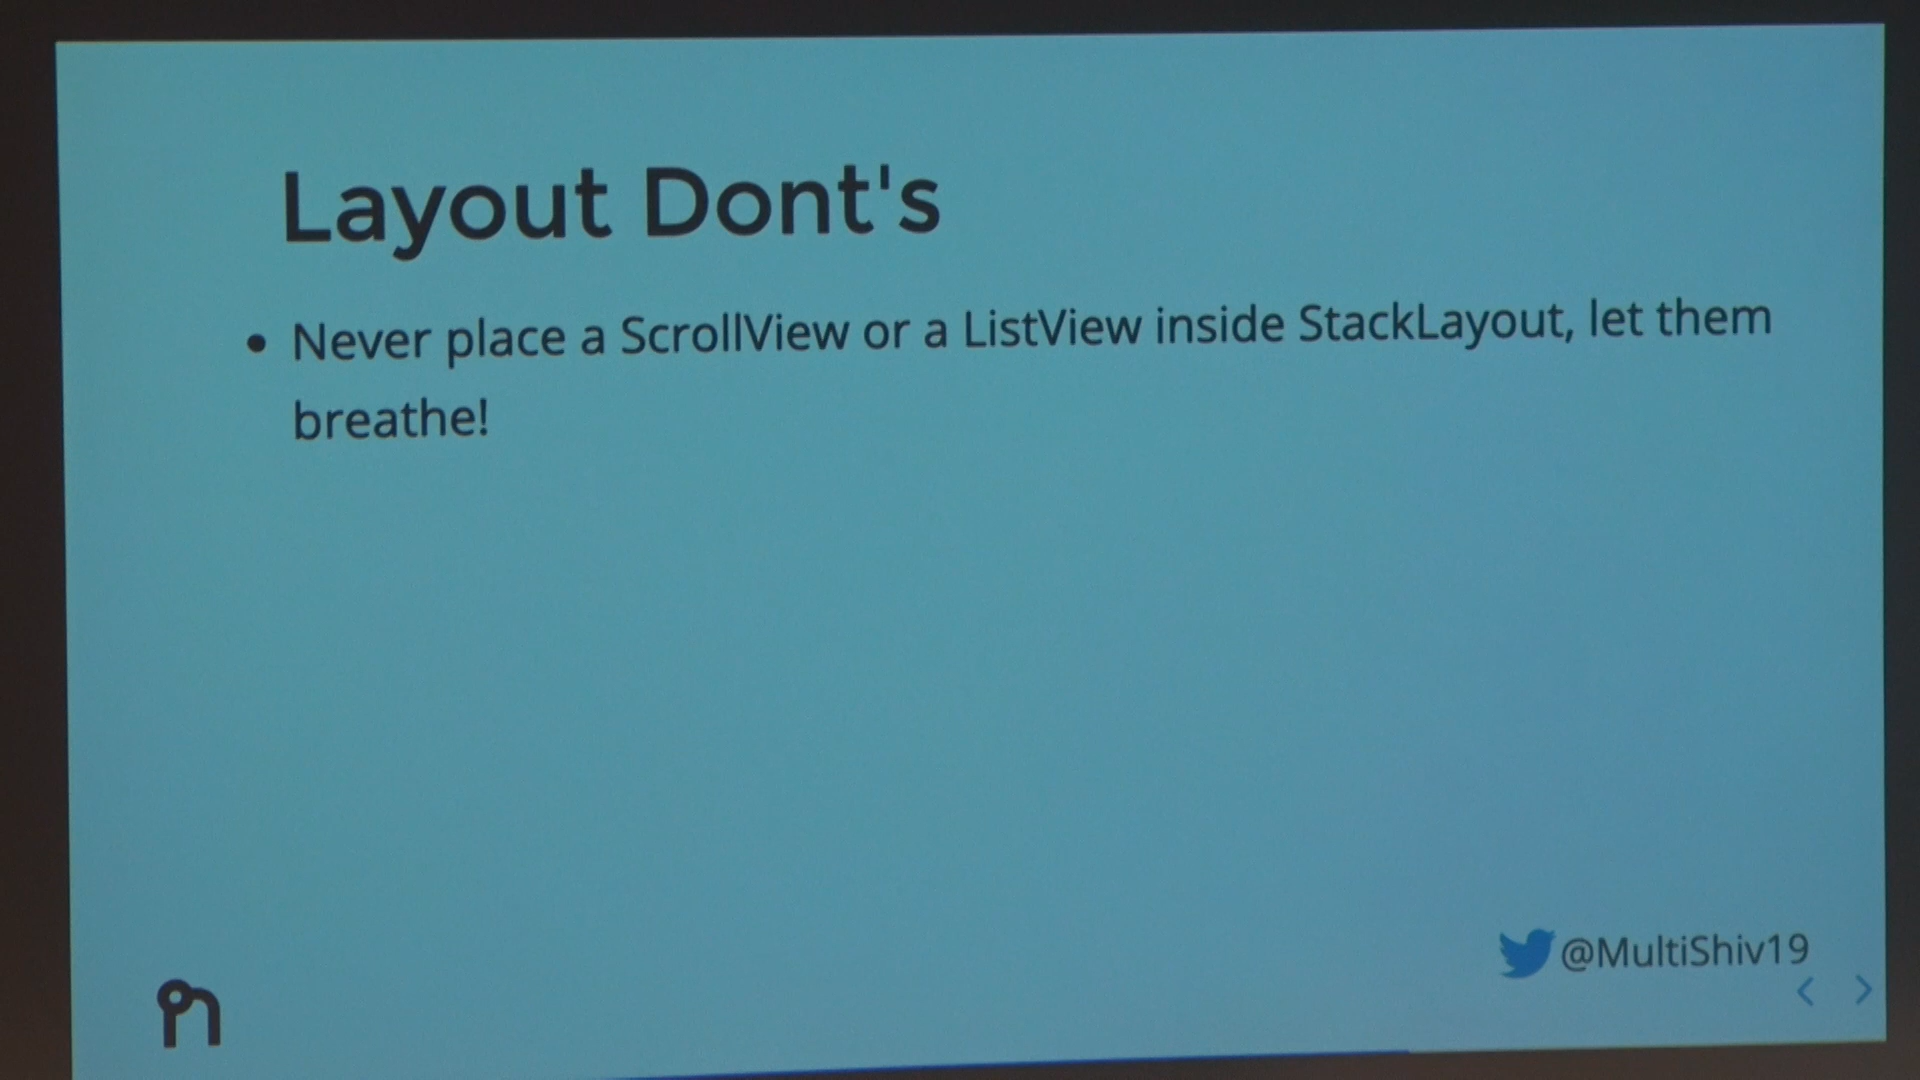 Layout Dont's
• Never place a ScrollView or a ListView inside StackLayout, let them
breathe!
@MultiShiv19